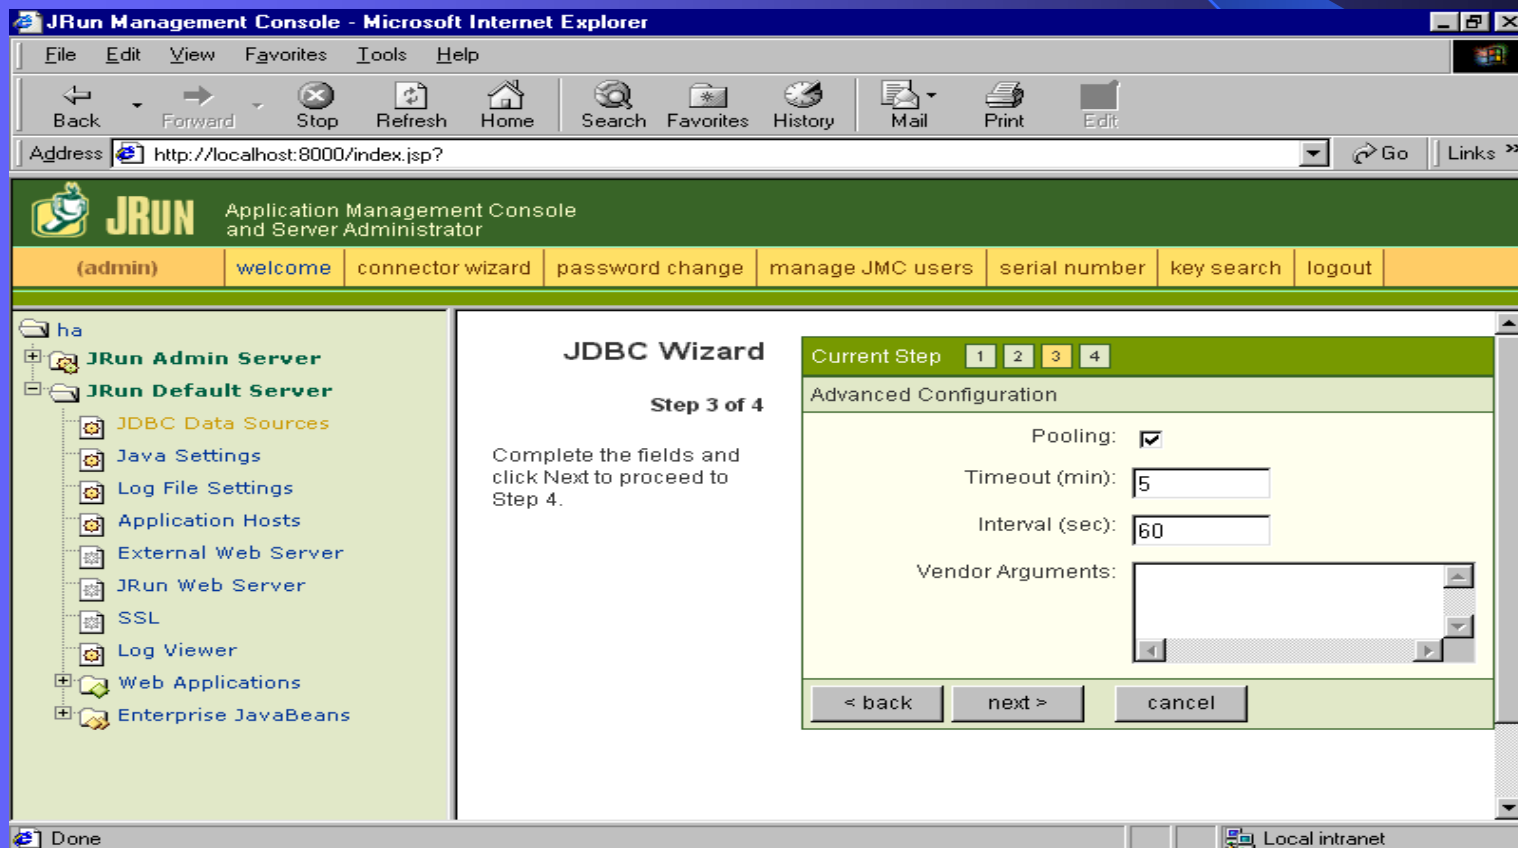 JRun Management Console - Microsoft Internet Explorer
File Edit View Favorites Tools Help
Back Forward Stop Refresh Home Search Favorites History Mail Print Edit
Address http://localhost:8000/index.jsp? Go Links »
JRUN
Application Management Console
and Server Administrator
(admin) welcome connector wizard password change manage JMC users serial number key search logout
ha
JRun Admin Server
JRun Default Server
JDBC Data Sources
Java Settings
Log File Settings
Application Hosts
External Web Server
JRun Web Server
SSL
Log Viewer
Web Applications
Enterprise JavaBeans
JDBC Wizard
Step 3 of 4
Complete the fields and
click Next to proceed to
Step 4.
Current Step 1 2 3 4
Advanced Configuration
Pooling:
Timeout (min): 5
Interval (sec): 60
Vendor Arguments:
< back next > cancel
Done Local intranet